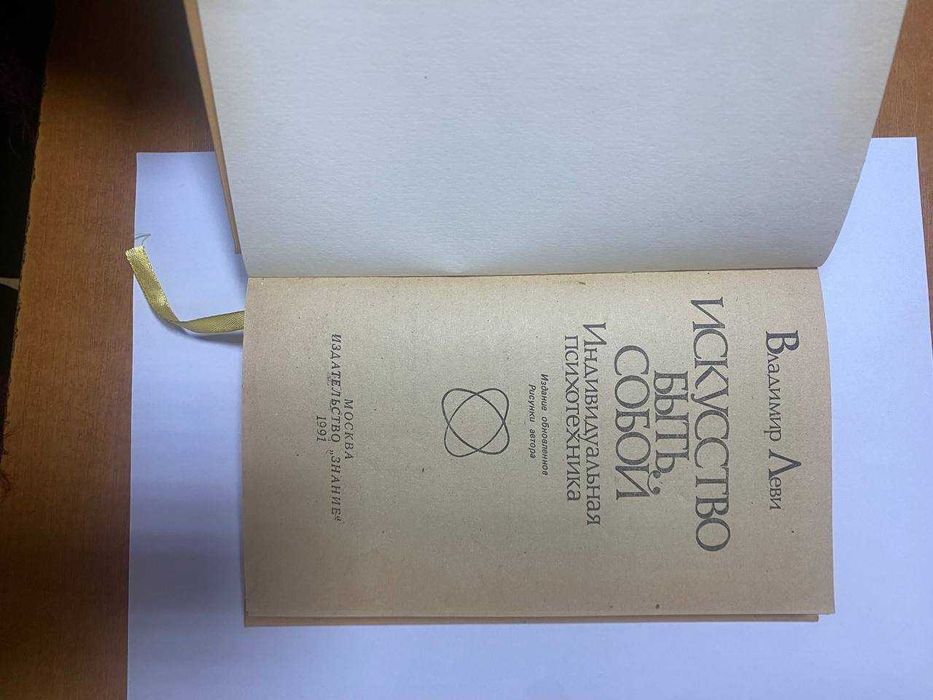 Владимир Леви
ИСКУССТВО
БЫТЬ
СОБОЙ
Индивидуальная
психотехника
Издание обновленное
Рисунки автора
МОСКВА
ИЗДАТЕЛЬСТВО „ЗНАНИЕ“
1991